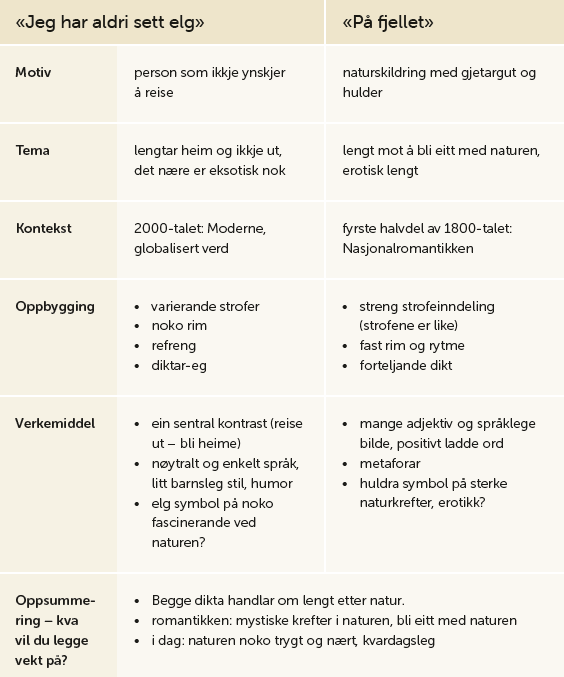 «Jeg har aldri sett elg»
«På fjellet»
Motiv
person som ikkje ynskjer
å reise
naturskildring med gjetargut og
hulder
Tema
lengtar heim og ikkje ut,
det nære er eksotisk nok
lengt mot å bli eitt med naturen,
erotisk lengt
Kontekst
2000-talet: Moderne,
globalisert verd
fyrste halvdel av 1800-talet:
Nasjonalromantikken
Oppbygging
• varierande strofer
• noko rim
• refreng
• diktar-eg
• streng strofeinndeling
(strofene er like)
• fast rim og rytme
• forteljande dikt
Verkemiddel
• ein sentral kontrast (reise
ut – bli heime)
• nøytralt og enkelt språk,
litt barnsleg stil, humor
• elg symbol på noko
fascinerande ved
naturen?
• mange adjektiv og språklege
bilde, positivt ladde ord
• metaforar
• huldra symbol på sterke
naturkrefter, erotikk?
Oppsumme-
ring – kva
vil du legge
vekt på?
• Begge dikta handlar om lengt etter natur.
• romantikken: mystiske krefter i naturen, bli eitt med naturen
• i dag: naturen noko trygt og nært, kvardagsleg